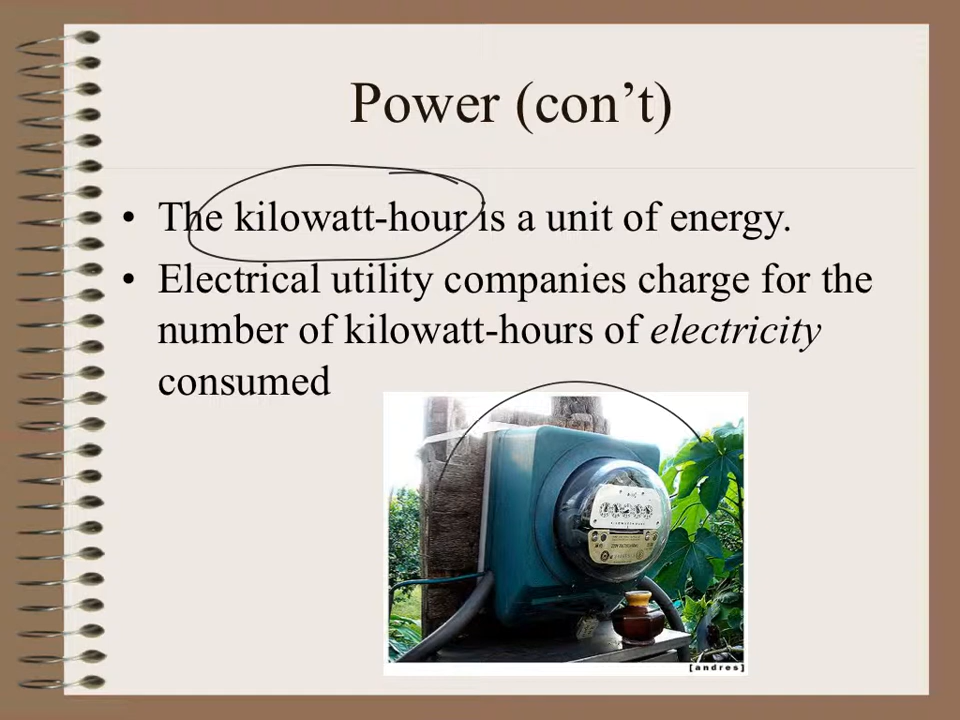 Power (con’t)
• The kilowatt-hour is a unit of energy.
• Electrical utility companies charge for the
number of kilowatt-hours of electricity
consumed
[andres]